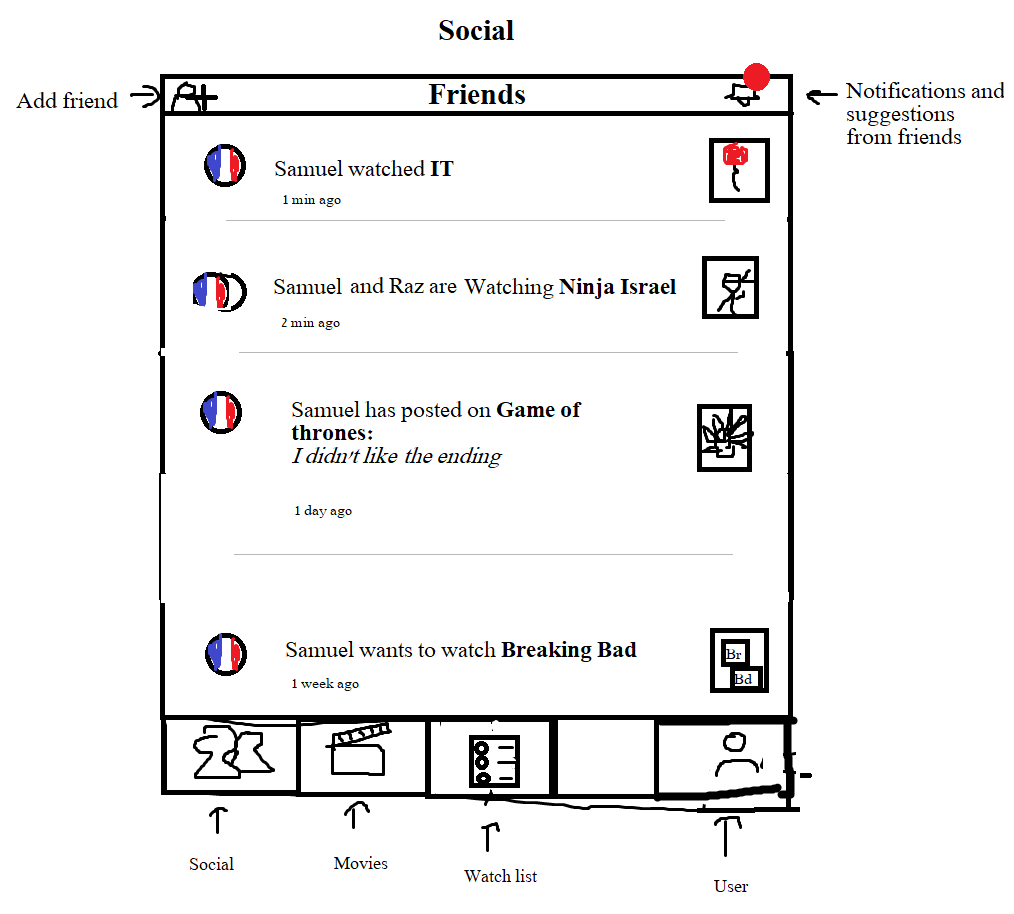 Social
Add friend
Friends
Notifications and
suggestions
from friends
Samuel watched IT
1 min ago
Samuel and Raz are Watching Ninja Israel
2 min ago
Samuel has posted on Game of
thrones:
I didn't like the ending
1 day ago
Samuel wants to watch Breaking Bad
1 week ago
Br
Bd
Social
Movies
Watch list
User